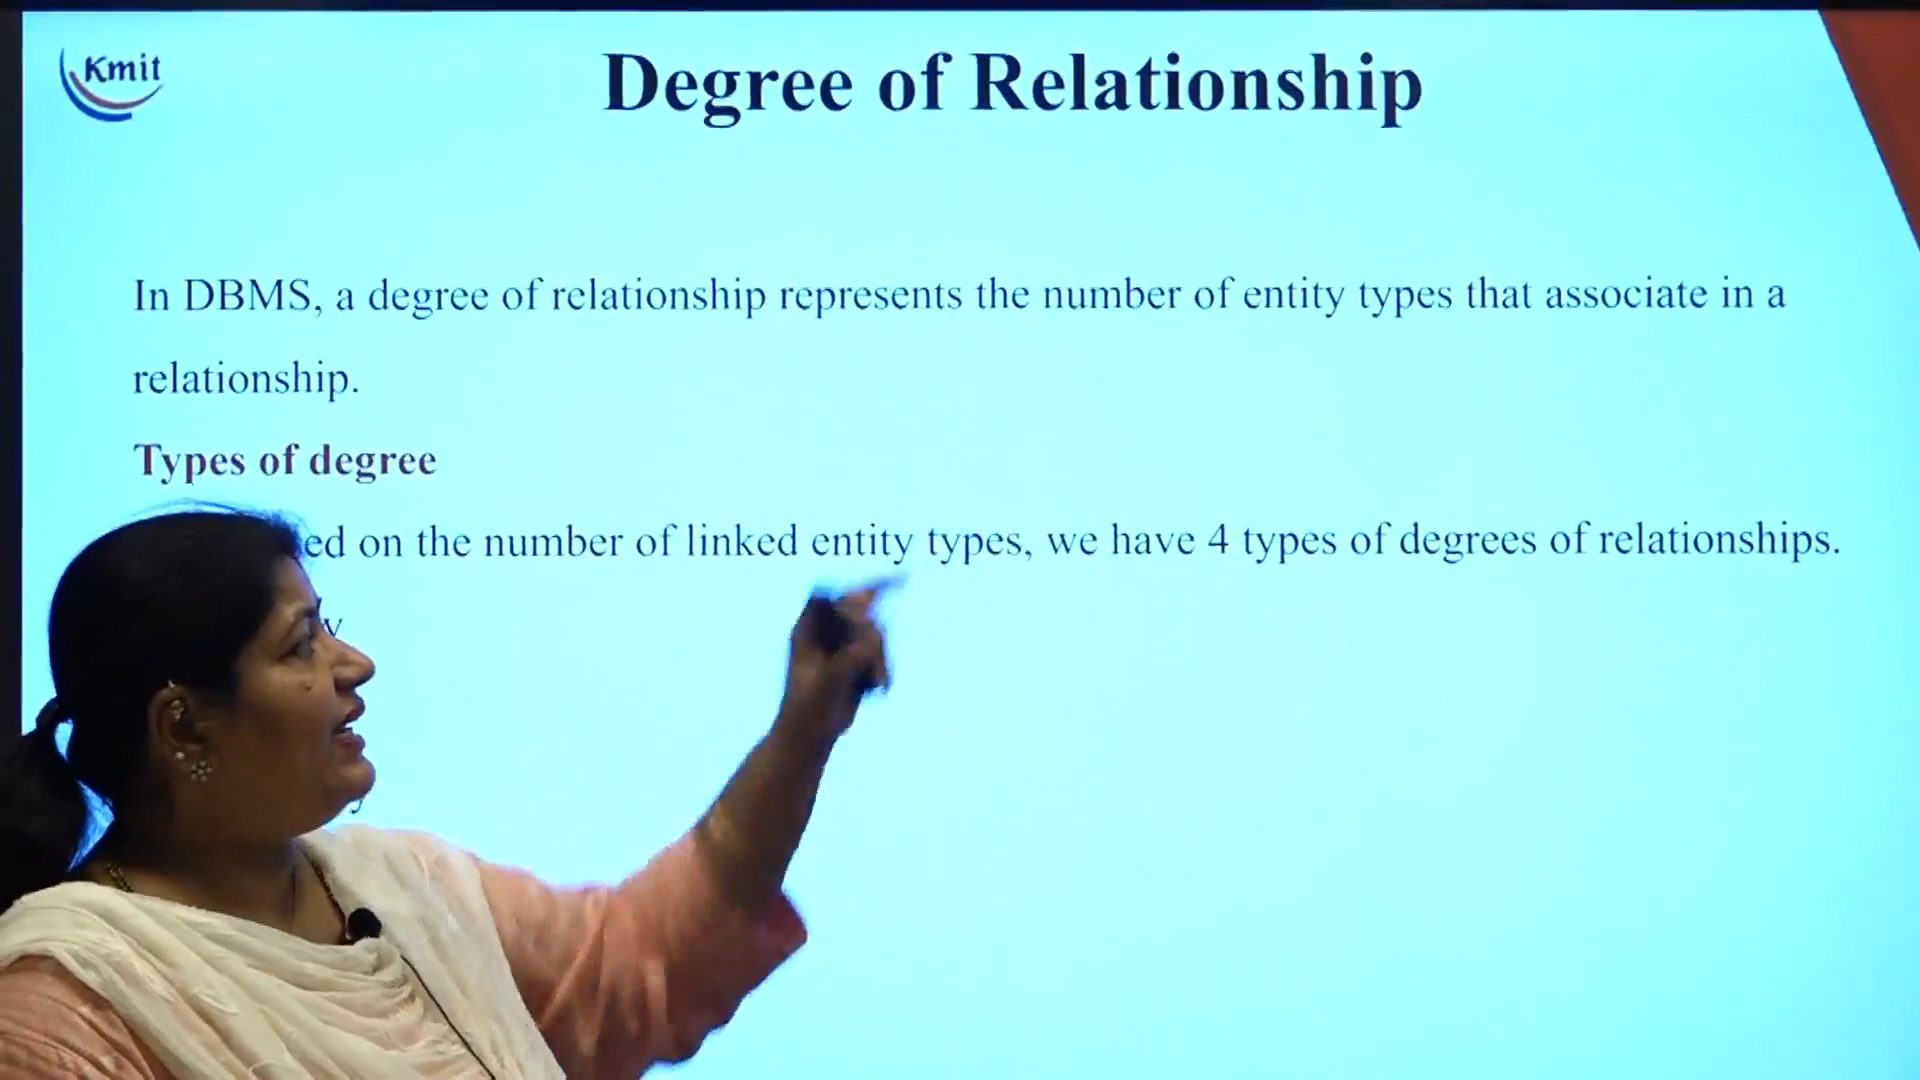 Kmit
Degree of Relationship
In DBMS, a degree of relationship represents the number of entity types that associate in a
relationship.
Types of degree
ed on the number of linked entity types, we have 4 types of degrees of relationships.
y